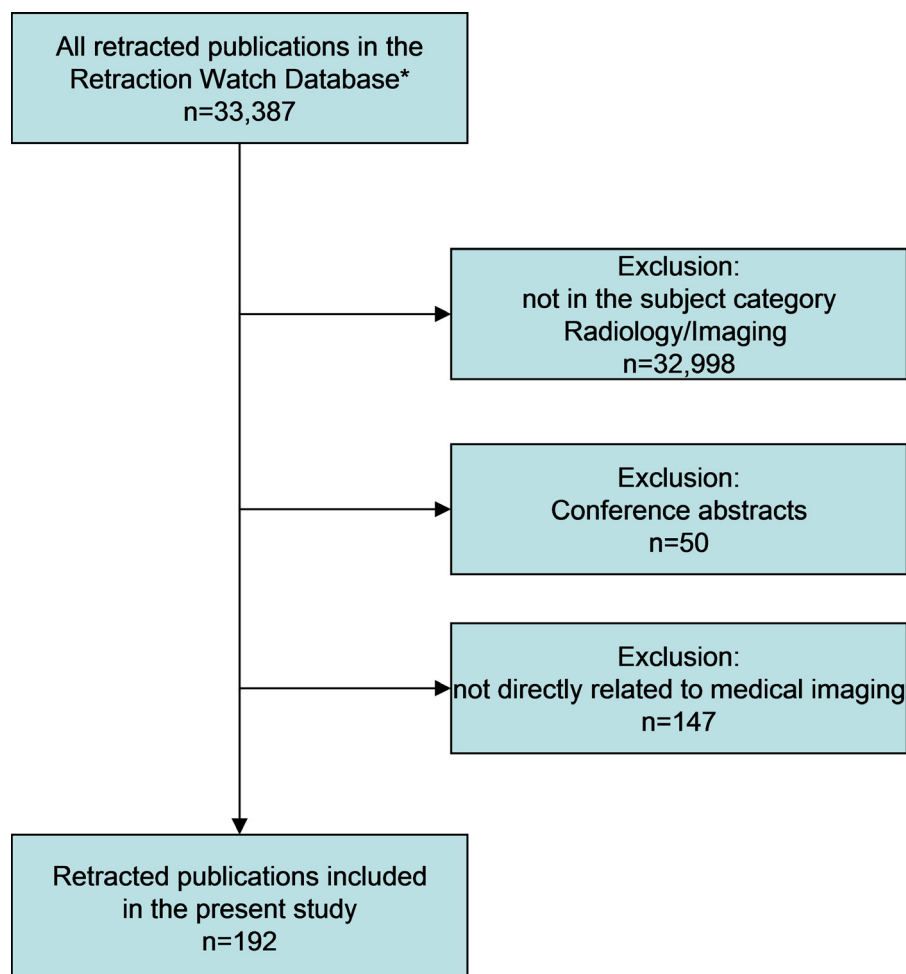 All retracted publications in the
Retraction Watch Database*
n=33,387
Exclusion:
not in the subject category
Radiology/Imaging
n=32,998
Exclusion:
Conference abstracts
n=50
Exclusion:
not directly related to medical imaging
n=147
Retracted publications included
in the present study
n=192